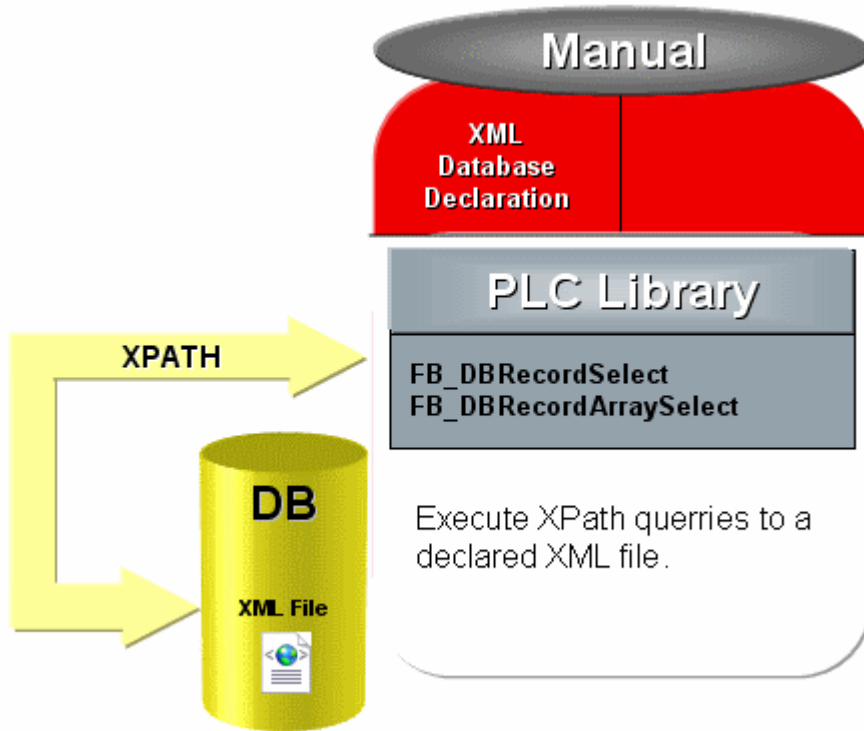 Manual
XML
Database
Declaration
PLC Library
XPATH
FB_DBRecordSelect
FB_DBRecordArraySelect
DB
XML File
Execute XPath querries to a
declared XML file.